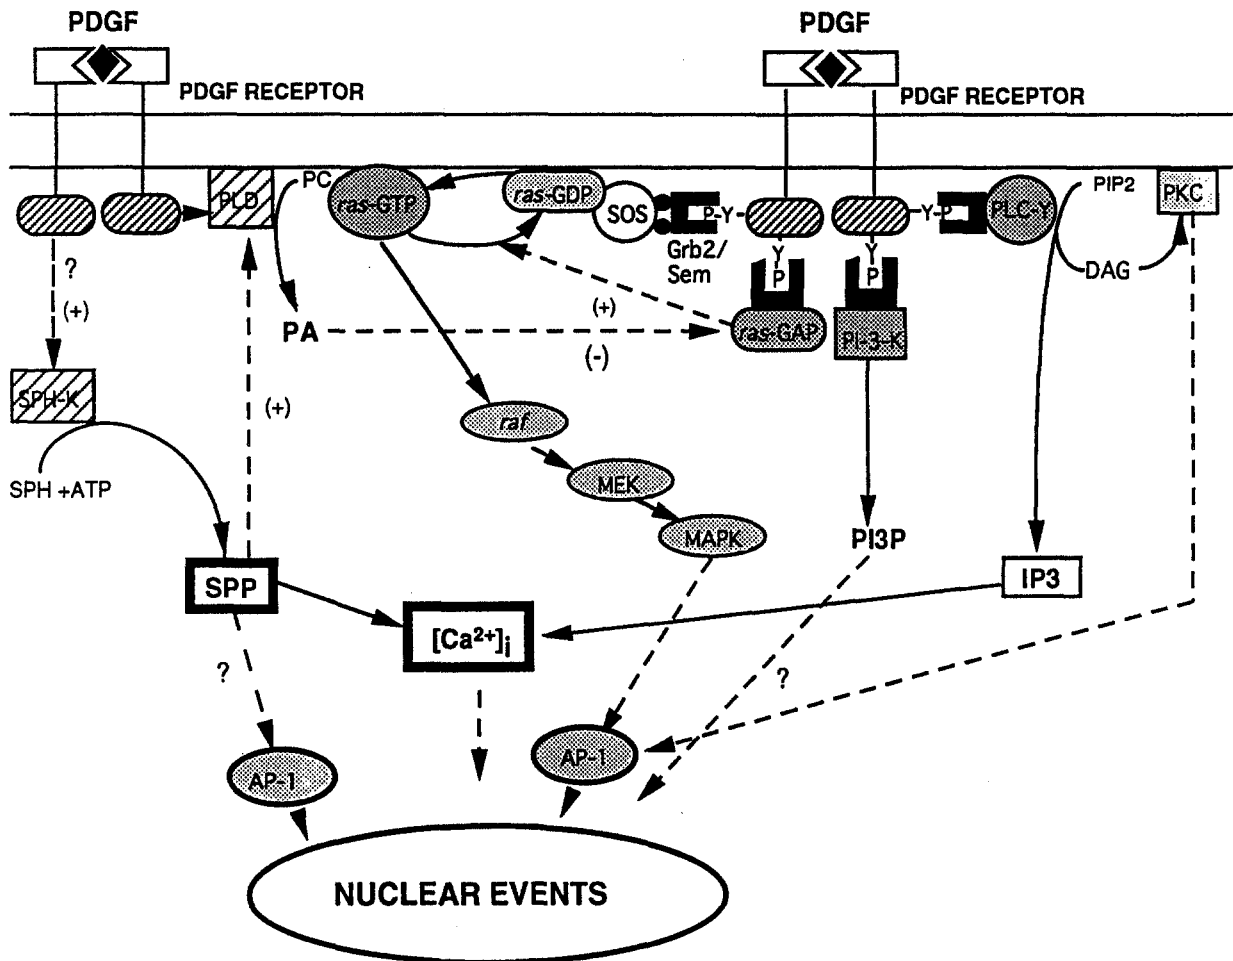 PDGF
PDGF
PDGF RECEPTOR
PDGF RECEPTOR
PLD
PC
ras-GTP
ras-GDP
SOS
P-Y
Y-P
PLC-Y
PIP2
PKC
Grb2/
Sem
Y
P
Y
P
DAG
?
(+)
PA
(+)
(-)
ras-GAP
PI-3-K
SPH-K
(+)
raf
SPH +ATP
MEK
MAPK
PI3P
SPP
IP3
[Ca²⁺]i
?
?
AP-1
AP-1
NUCLEAR EVENTS